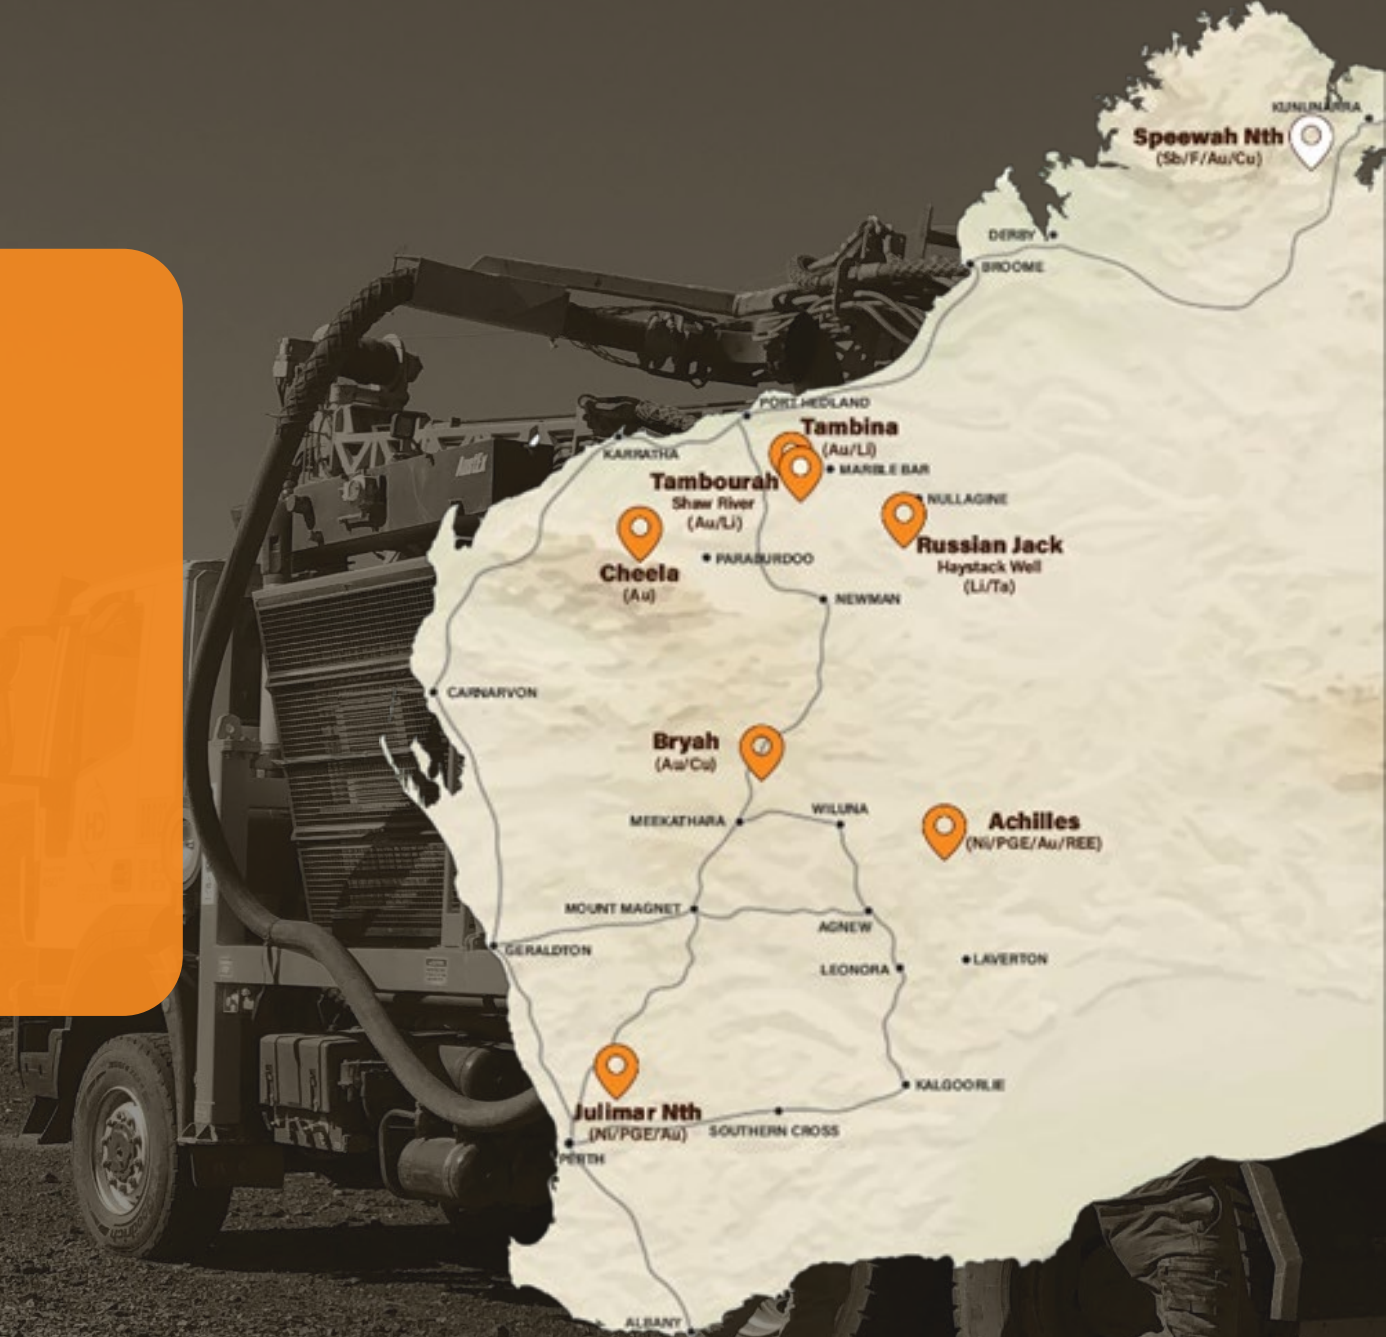 KUNUNARRA
Speewah Nth
(Sb/F/Au/Cu)
DERBY
BROOME
PORT HEDLAND
Tambina
(Au/Li)
KARRATHA
MARBLE BAR
Tambourah
Shaw River
(Au/Li)
NULLAGINE
Russian Jack
Haystack Well
(Li/Ta)
PARABURDOO
Cheela
(Au)
NEWMAN
CARNARVON
Bryah
(Au/Cu)
WILUNA
MEEKATHARA
Achilles
(Ni/PGE/Au/REE)
MOUNT MAGNET
AGNEW
GERALDTON
LEONORA
LAVERTON
KALGOORLIE
Julimar Nth
(Ni/PGE/Au)
SOUTHERN CROSS
PERTH
ALBANY